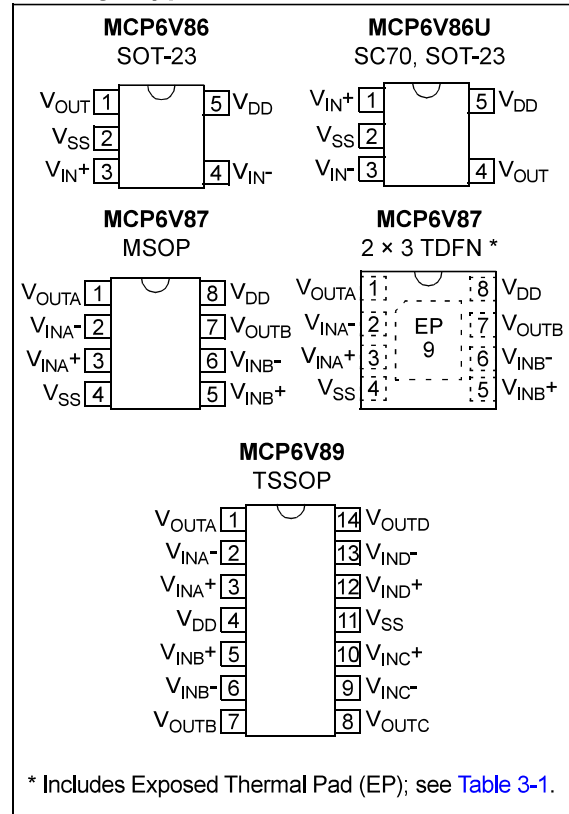 MCP6V86
SOT-23
VOUT 1
5 VDD
VSS 2
VIN+ 3
4 VIN-
MCP6V86U
SC70, SOT-23
VIN+ 1
5 VDD
VSS 2
VIN- 3
4 VOUT
MCP6V87
MSOP
VOUTA 1
8 VDD
VINA- 2
7 VOUTB
VINA+ 3
6 VINB-
VSS 4
5 VINB+
MCP6V87
2 × 3 TDFN *
VOUTA 1
8 VDD
VINA- 2
EP
9
7 VOUTB
VINA+ 3
6 VINB-
VSS 4
5 VINB+
MCP6V89
TSSOP
VOUTA 1
14 VOUTD
VINA- 2
13 VIND-
VINA+ 3
12 VIND+
VDD 4
11 VSS
VINB+ 5
10 VINC+
VINB- 6
9 VINC-
VOUTB 7
8 VOUTC
* Includes Exposed Thermal Pad (EP); see Table 3-1.